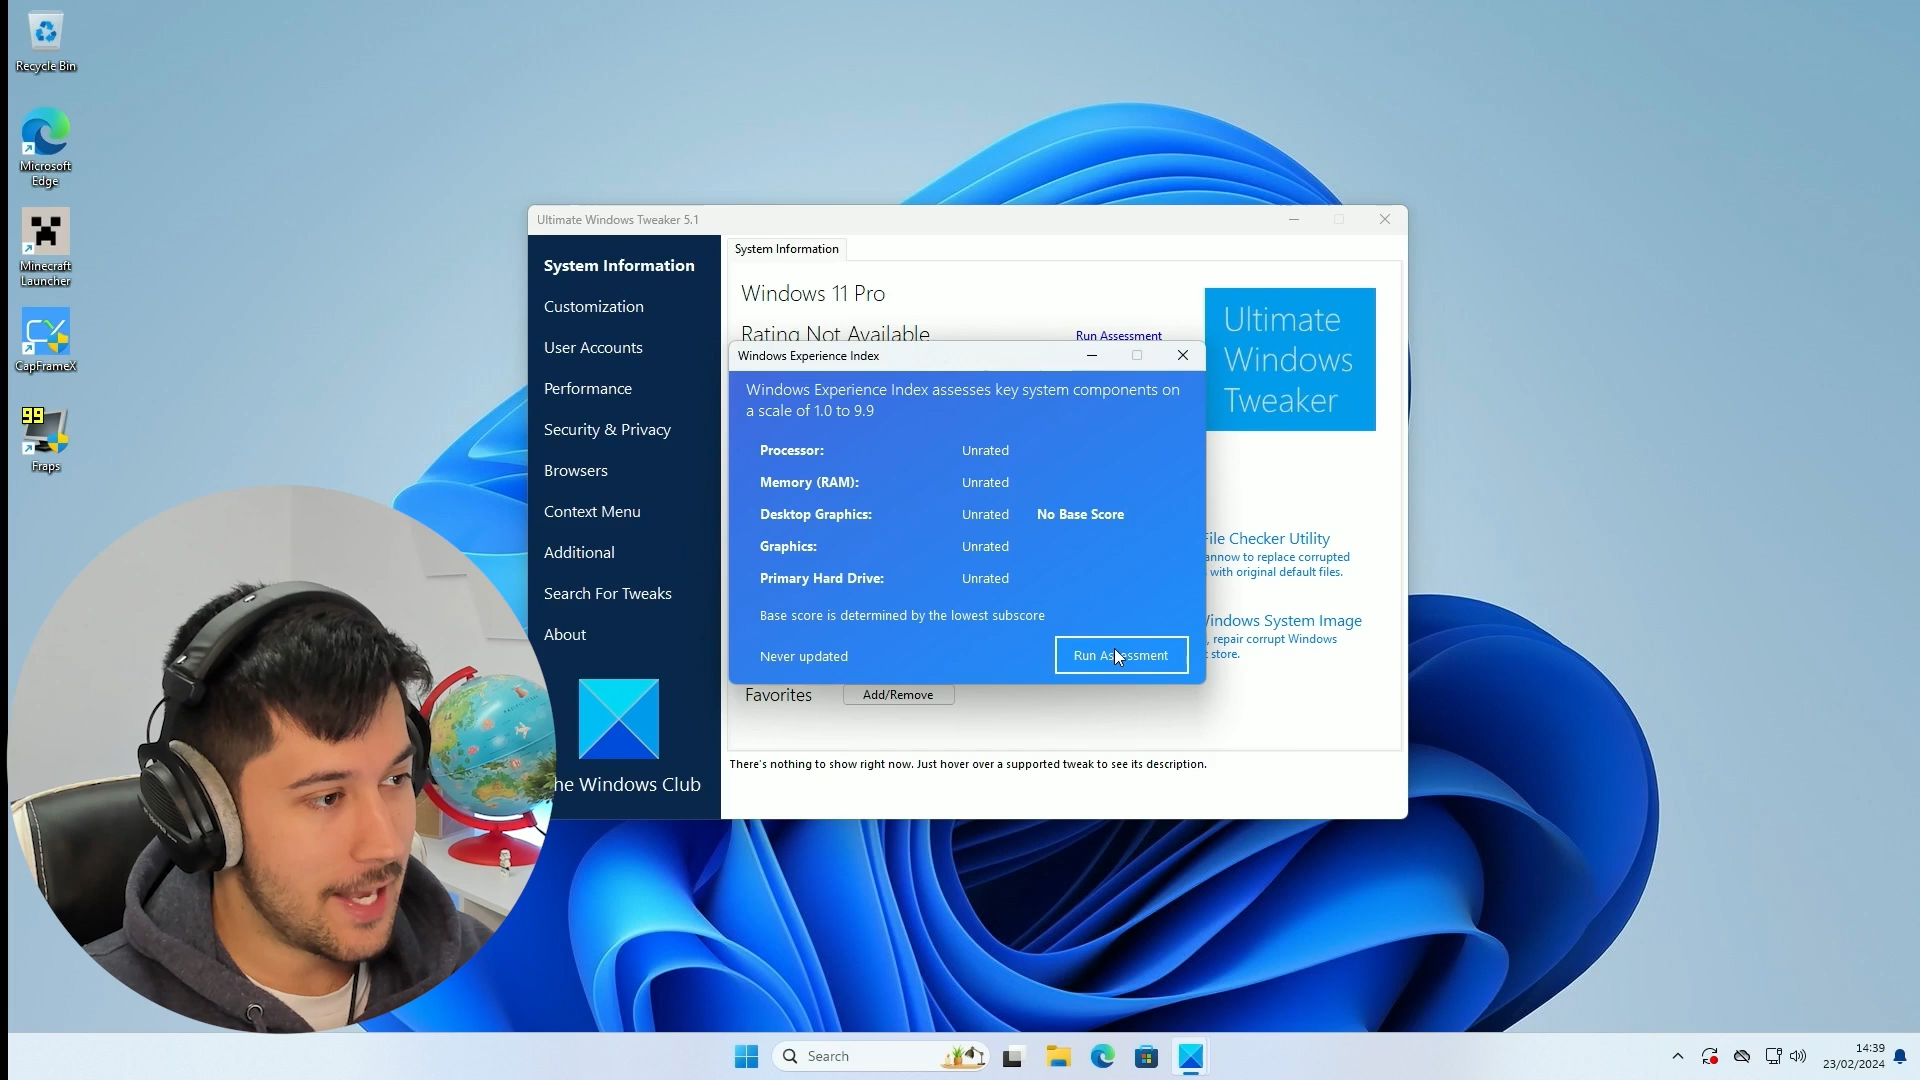 Recycle Bin
Microsoft
Edge
Minecraft
Launcher
CapFrameX
99
Fraps
Ultimate Windows Tweaker 5.1
System Information
Customization
User Accounts
Performance
Security & Privacy
Browsers
Context Menu
Additional
Search For Tweaks
About
he Windows Club
System Information
Windows 11 Pro
Rating Not Available
Run Assessment
Ultimate
Windows
Tweaker
Windows Experience Index
Windows Experience Index assesses key system components on
a scale of 1.0 to 9.9
Processor: Unrated
Memory (RAM): Unrated
Desktop Graphics: Unrated No Base Score
Graphics: Unrated
Primary Hard Drive: Unrated
Base score is determined by the lowest subscore
Never updated
Run Assessment
File Checker Utility
annow to replace corrupted
with original default files.
Windows System Image
, repair corrupt Windows
store.
Favorites
Add/Remove
There's nothing to show right now. Just hover over a supported tweak to see its description.
Search
14:39
23/02/2024